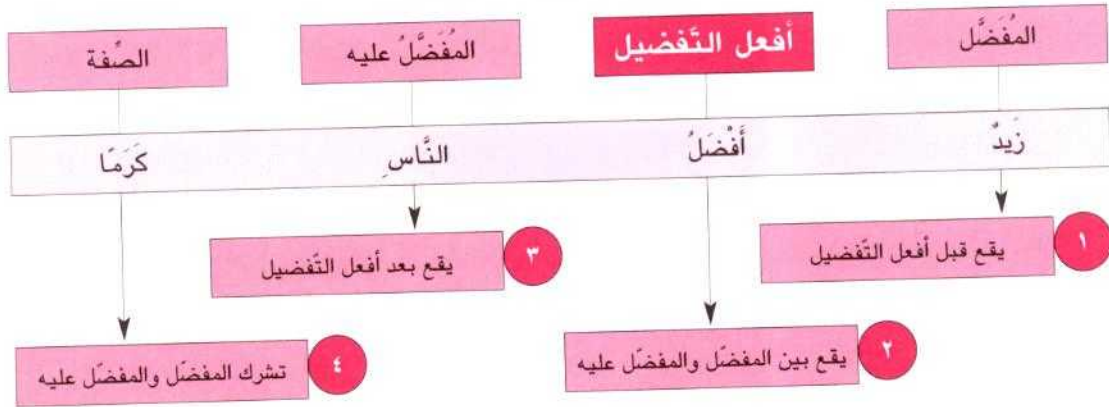 المُفَضَّل
أفعل التَّفضيل
المُفَضَّلُ عليه
الصِّفة
زَيدٌ أَفْضَلُ النَّاسِ كَرَمًا
١ يقع قبل أفعل التّفضيل
٣ يقع بعد أفعل التّفضيل
٢ يقع بين المفضّل والمفضّل عليه
٤ تشرك المفضّل والمفضّل عليه